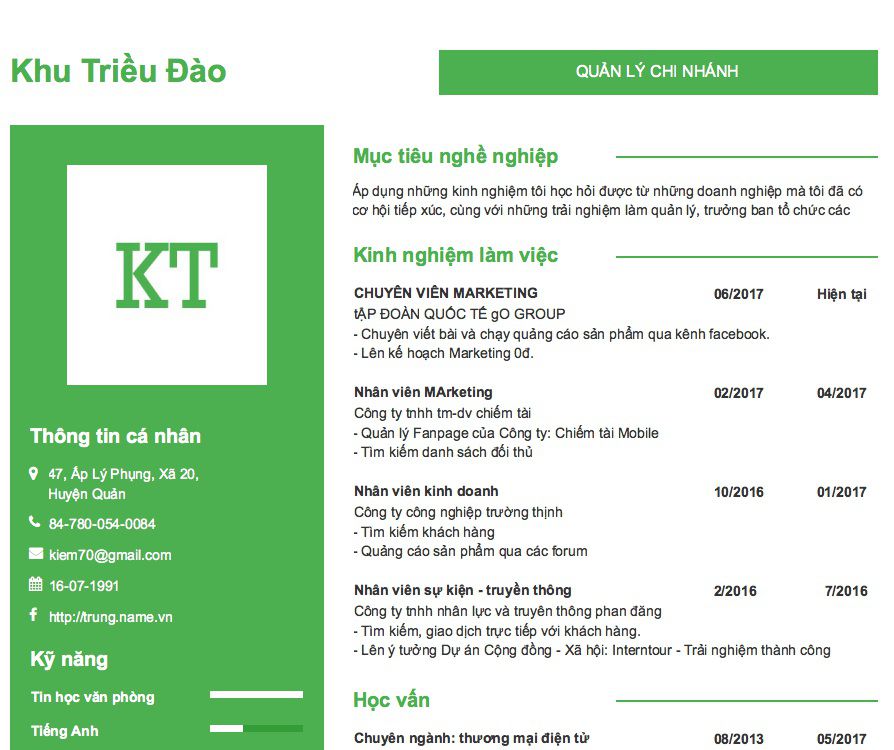 Khu Triều Đào
QUẢN LÝ CHI NHÁNH
KT
Thông tin cá nhân
47, Ấp Lý Phụng, Xã 20,
Huyện Quản
84-780-054-0084
kiem70@gmail.com
16-07-1991
http://trung.name.vn
Kỹ năng
Tin học văn phòng
Tiếng Anh
Mục tiêu nghề nghiệp
Áp dụng những kinh nghiệm tôi học hỏi được từ những doanh nghiệp mà tôi đã có
cơ hội tiếp xúc, cùng với những trải nghiệm làm quản lý, trưởng ban tổ chức các
Kinh nghiệm làm việc
CHUYÊN VIÊN MARKETING 06/2017 Hiện tại
tẬP ĐOÀN QUỐC TẾ gO GROUP
- Chuyên viết bài và chạy quảng cáo sản phẩm qua kênh facebook.
- Lên kế hoạch Marketing 0đ.
Nhân viên MArketing 02/2017 04/2017
Công ty tnhh tm-dv chiếm tài
- Quản lý Fanpage của Công ty: Chiếm tài Mobile
- Tìm kiếm danh sách đối thủ
Nhân viên kinh doanh 10/2016 01/2017
Công ty công nghiệp trường thịnh
- Tìm kiếm khách hàng
- Quảng cáo sản phẩm qua các forum
Nhân viên sự kiện - truyền thông 2/2016 7/2016
Công ty tnhh nhân lực và truyên thông phan đăng
- Tìm kiếm, giao dịch trực tiếp với khách hàng.
- Lên ý tưởng Dự án Cộng đồng - Xã hội: Interntour - Trải nghiệm thành công
Học vấn
Chuyên ngành: thương mại điện tử 08/2013 05/2017